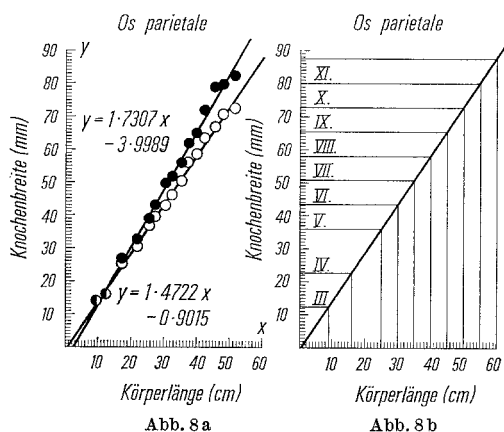 Os parietale
y
90
80
70
60
50
40
30
20
10
Knochenbreite (mm)
y = 1·7307 x
− 3·9989
y = 1·4722 x
− 0·9015
x
10 20 30 40 50 60
Körperlänge (cm)
Abb. 8a
Os parietale
90
80
70
60
50
40
30
20
10
Knochenbreite (mm)
XI.
X.
IX.
VIII.
VII.
VI.
V.
IV.
III.
10 20 30 40 50 60
Körperlänge (cm)
Abb. 8b